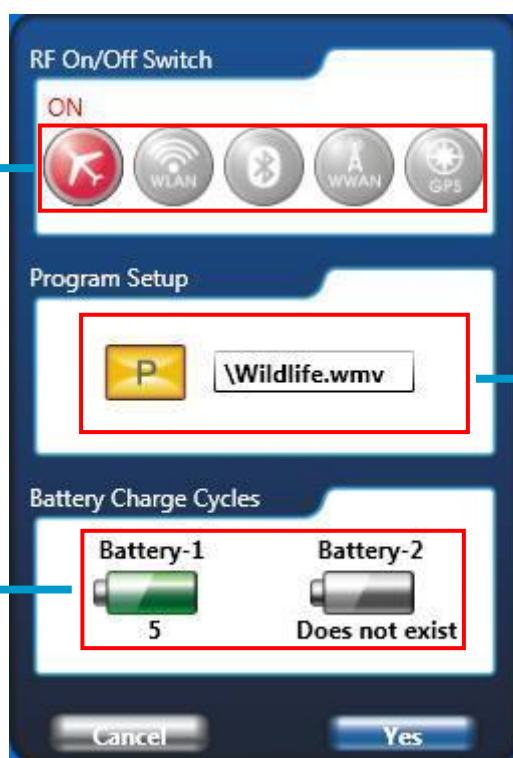 RF On/Off Switch
ON
WLAN
WWAN
GPS
Program Setup
P
\Wildlife.wmv
Battery Charge Cycles
Battery-1 Battery-2
5 Does not exist
Cancel Yes